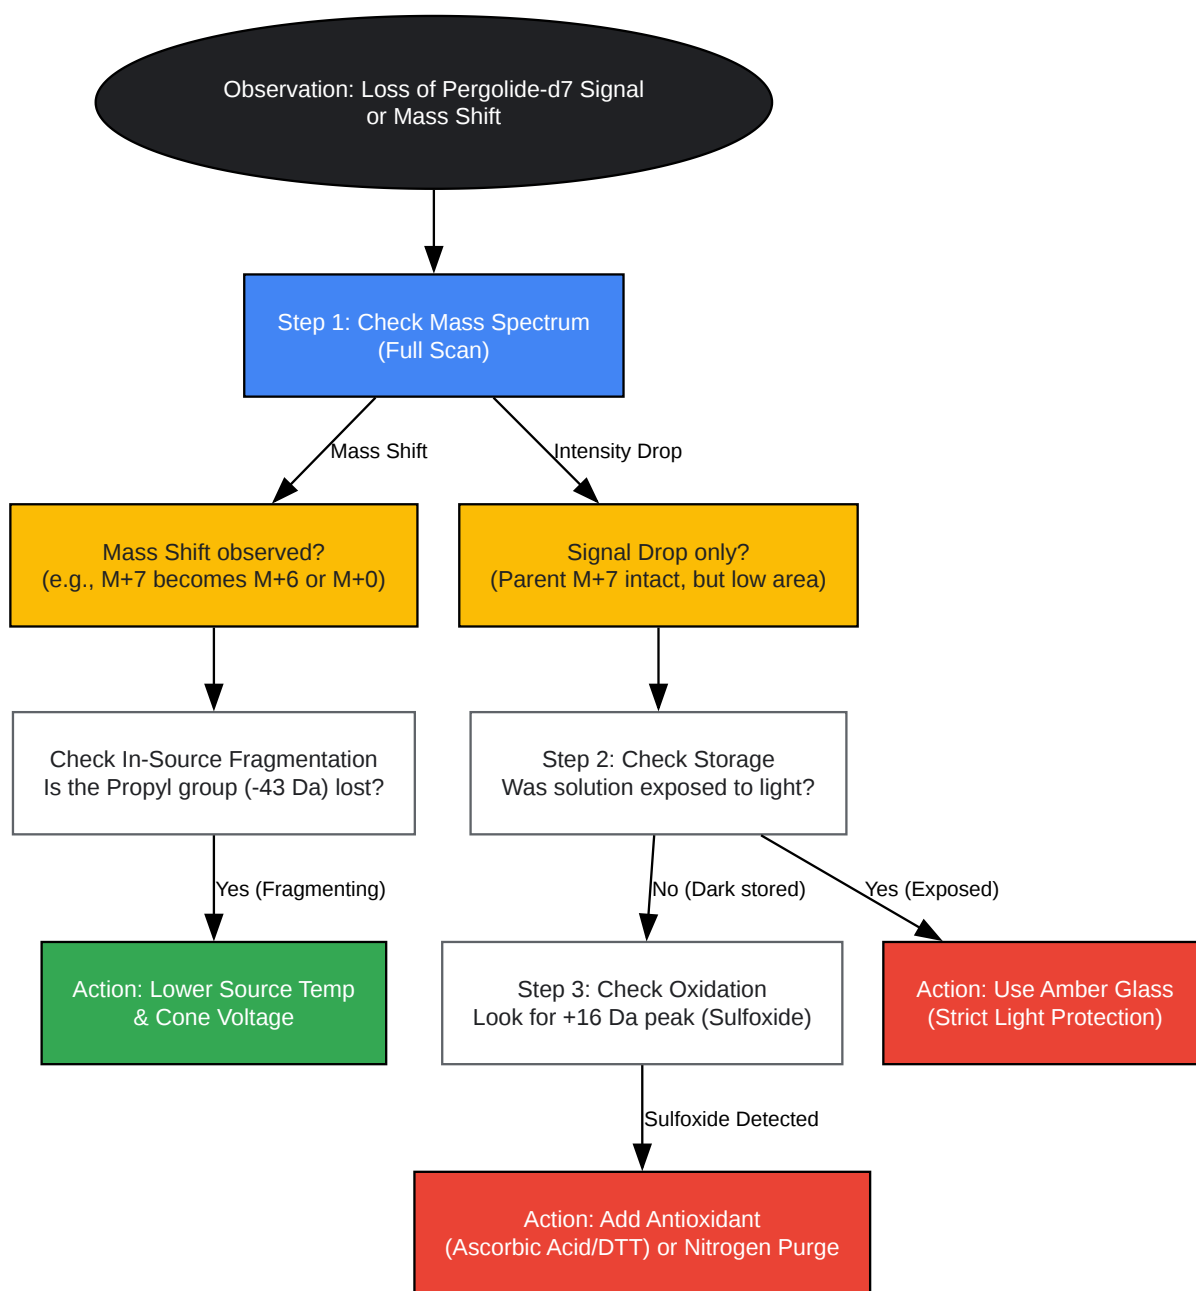 Observation: Loss of Pergolide-d7 Signal
or Mass Shift
Step 1: Check Mass Spectrum
(Full Scan)
Mass Shift
Intensity Drop
Mass Shift observed?
(e.g., M+7 becomes M+6 or M+0)
Signal Drop only?
(Parent M+7 intact, but low area)
Check In-Source Fragmentation
Is the Propyl group (-43 Da) lost?
Step 2: Check Storage
Was solution exposed to light?
Yes (Fragmenting)
No (Dark stored)
Yes (Exposed)
Action: Lower Source Temp
& Cone Voltage
Step 3: Check Oxidation
Look for +16 Da peak (Sulfoxide)
Action: Use Amber Glass
(Strict Light Protection)
Sulfoxide Detected
Action: Add Antioxidant
(Ascorbic Acid/DTT) or Nitrogen Purge